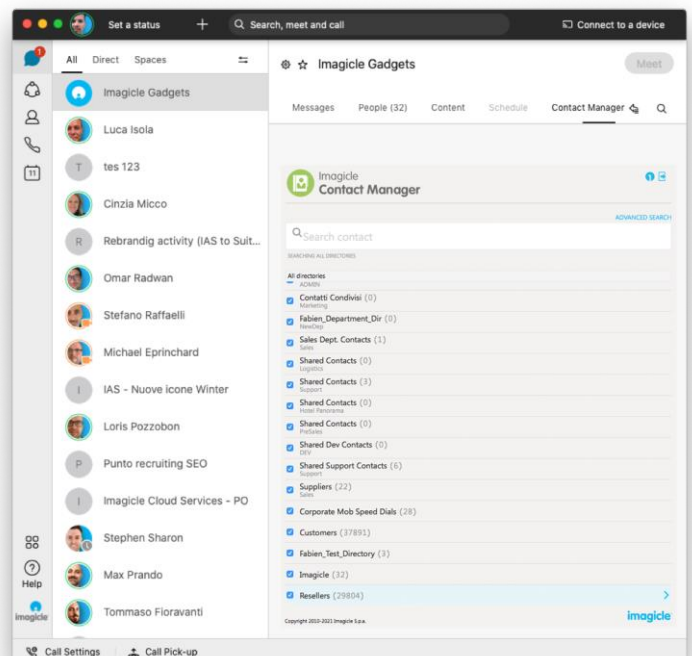 Set a status
Search, meet and call
Connect to a device
1
11
Help
imagicle
All Direct Spaces
Imagicle Gadgets
Luca Isola
T tes 123
Cinzia Micco
R Rebrandig activity (IAS to Suit...
Omar Radwan
Stefano Raffaelli
Michael Eprinchard
I IAS - Nuove icone Winter
Loris Pozzobon
P Punto recruiting SEO
I Imagicle Cloud Services - PO
Stephen Sharon
Max Prando
Tommaso Fioravanti
Imagicle Gadgets
Meet
Messages People (32) Content Schedule Contact Manager
Imagicle
Contact Manager
ADVANCED SEARCH
Search contact
SEARCHING ALL DIRECTORIES
All directories
ADMIN
Contatti Condivisi (0)
Marketing
Fabien_Department_Dir (0)
NewDep
Sales Dept. Contacts (1)
Sales
Shared Contacts (0)
Logistics
Shared Contacts (3)
Support
Shared Contacts (0)
Hotel Panorama
Shared Contacts (0)
PreSales
Shared Dev Contacts (0)
DEV
Shared Support Contacts (6)
Support
Suppliers (22)
Sales
Corporate Mob Speed Dials (28)
Customers (37891)
Fabien_Test_Directory (3)
Imagicle (32)
Resellers (29804)
Copyright 2010-2021 Imagicle S.p.a.
imagicle
Call Settings Call Pick-up